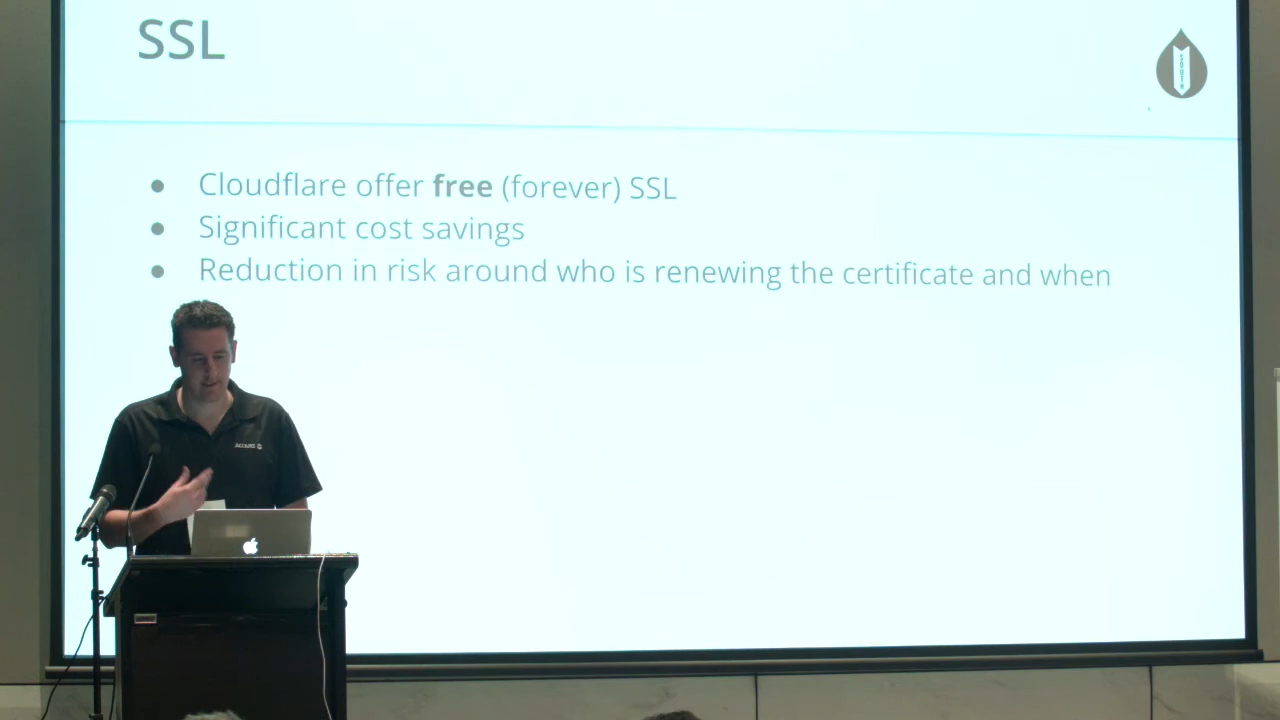 SSL
SOUTH
Cloudflare offer free (forever) SSL
Significant cost savings
Reduction in risk around who is renewing the certificate and when